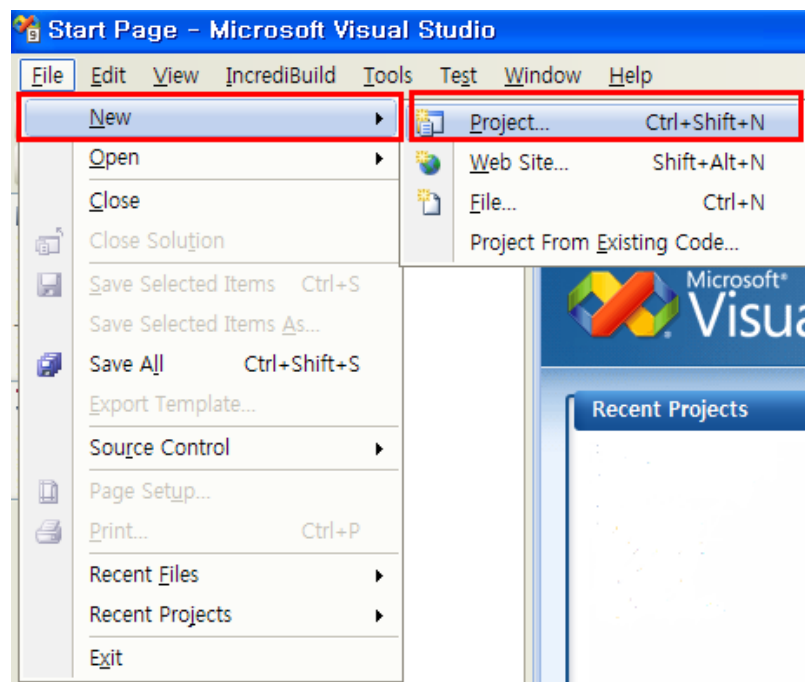 Start Page - Microsoft Visual Studio
File Edit View IncrediBuild Tools Test Window Help
New
Project... Ctrl+Shift+N
Open
Web Site... Shift+Alt+N
Close
File... Ctrl+N
Close Solution
Project From Existing Code...
Save Selected Items Ctrl+S
Save Selected Items As...
Save All Ctrl+Shift+S
Export Template...
Source Control
Page Setup...
Print... Ctrl+P
Recent Files
Recent Projects
Exit
Microsoft®
Visua
Recent Projects
9